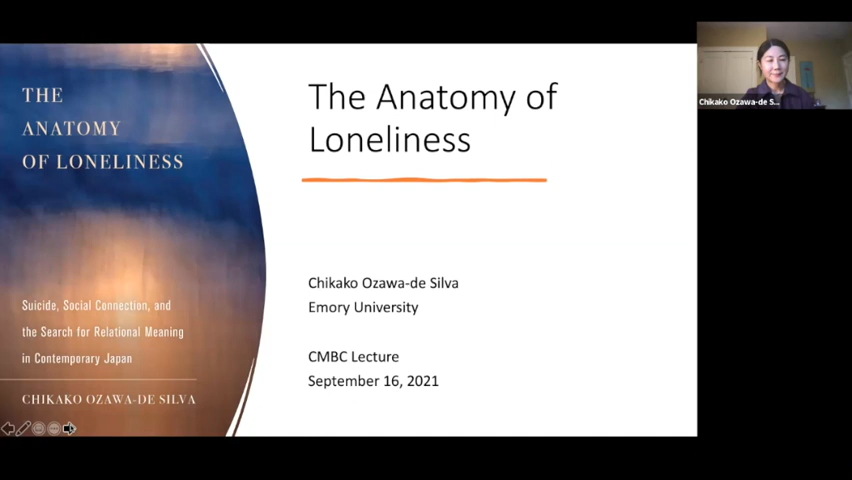 THE
ANATOMY
OF LONELINESS
Suicide, Social Connection, and
the Search for Relational Meaning
in Contemporary Japan
CHIKAKO OZAWA-DE SILVA
The Anatomy of
Loneliness
Chikako Ozawa-de Silva
Emory University
CMBC Lecture
September 16, 2021
Chikako Ozawa-de S...